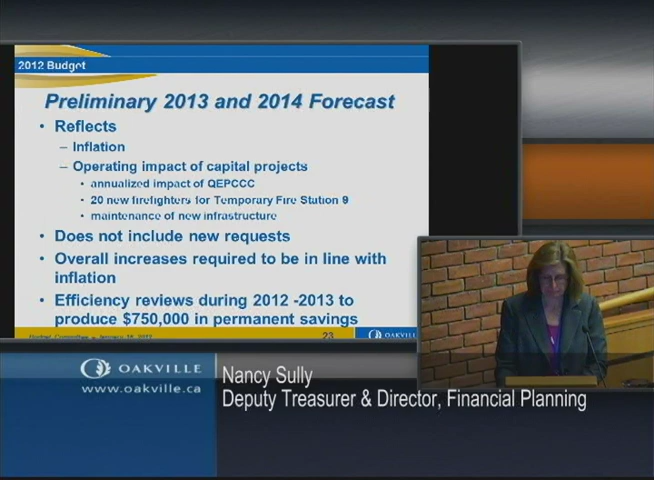 2012 Budget
Preliminary 2013 and 2014 Forecast
• Reflects
– Inflation
– Operating impact of capital projects
• annualized impact of QEPCCC
• 20 new firefighters for Temporary Fire Station 9
• maintenance of new infrastructure
• Does not include new requests
• Overall increases required to be in line with
inflation
• Efficiency reviews during 2012 -2013 to
produce $750,000 in permanent savings
23
OAKVILLE
OAKVILLE
www.oakville.ca
Nancy Sully
Deputy Treasurer & Director, Financial Planning